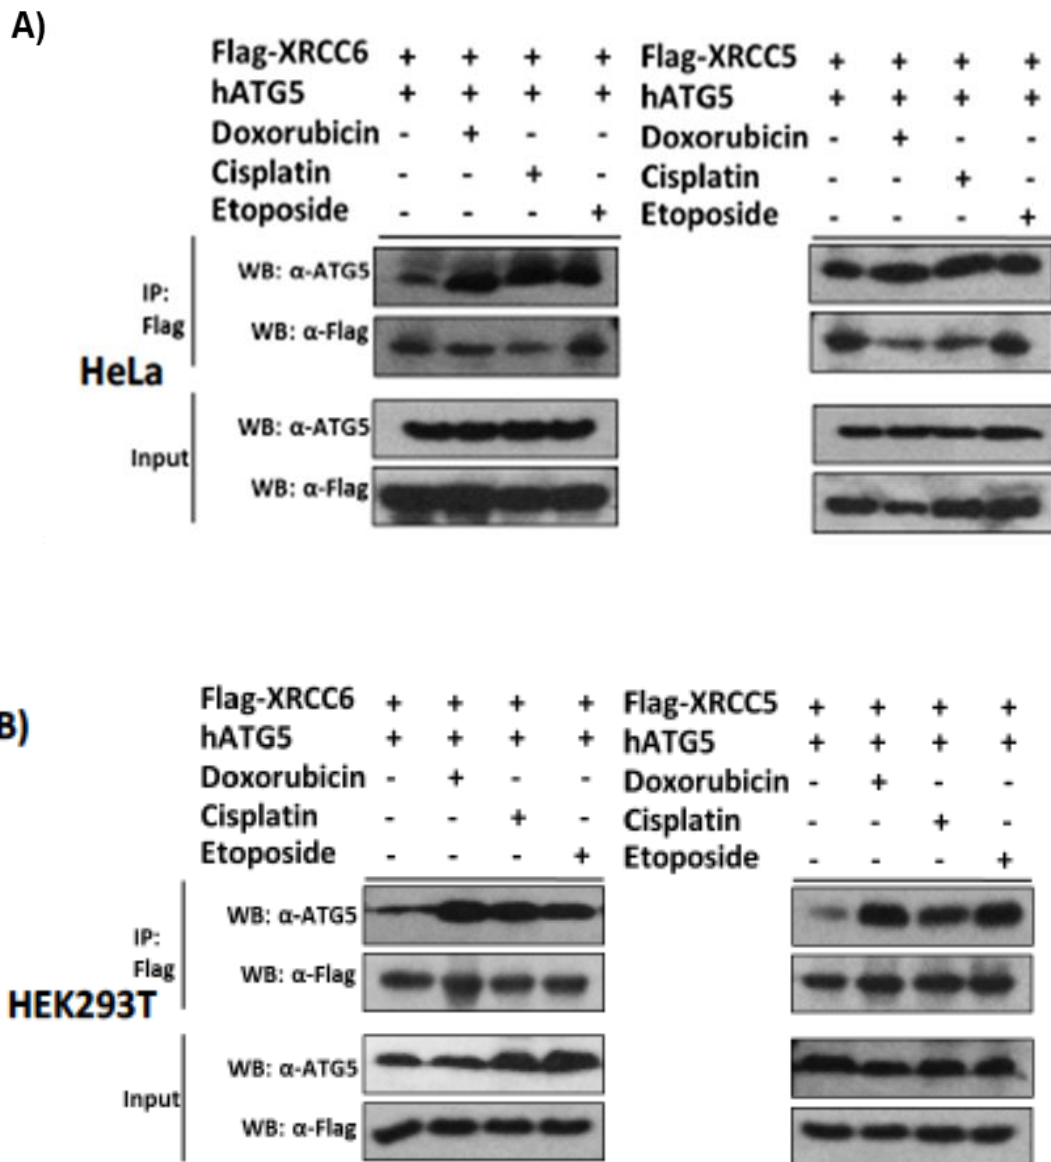 A)
Flag-XRCC6 + + + +
hATG5 + + + +
Doxorubicin - + - -
Cisplatin - - + -
Etoposide - - - +
Flag-XRCC5 + + + +
hATG5 + + + +
Doxorubicin - + - -
Cisplatin - - + -
Etoposide - - - +
IP:
Flag
WB: α-ATG5
WB: α-Flag
HeLa
Input
WB: α-ATG5
WB: α-Flag
B)
Flag-XRCC6 + + + +
hATG5 + + + +
Doxorubicin - + - -
Cisplatin - - + -
Etoposide - - - +
Flag-XRCC5 + + + +
hATG5 + + + +
Doxorubicin - + - -
Cisplatin - - + -
Etoposide - - - +
IP:
Flag
WB: α-ATG5
WB: α-Flag
HEK293T
Input
WB: α-ATG5
WB: α-Flag